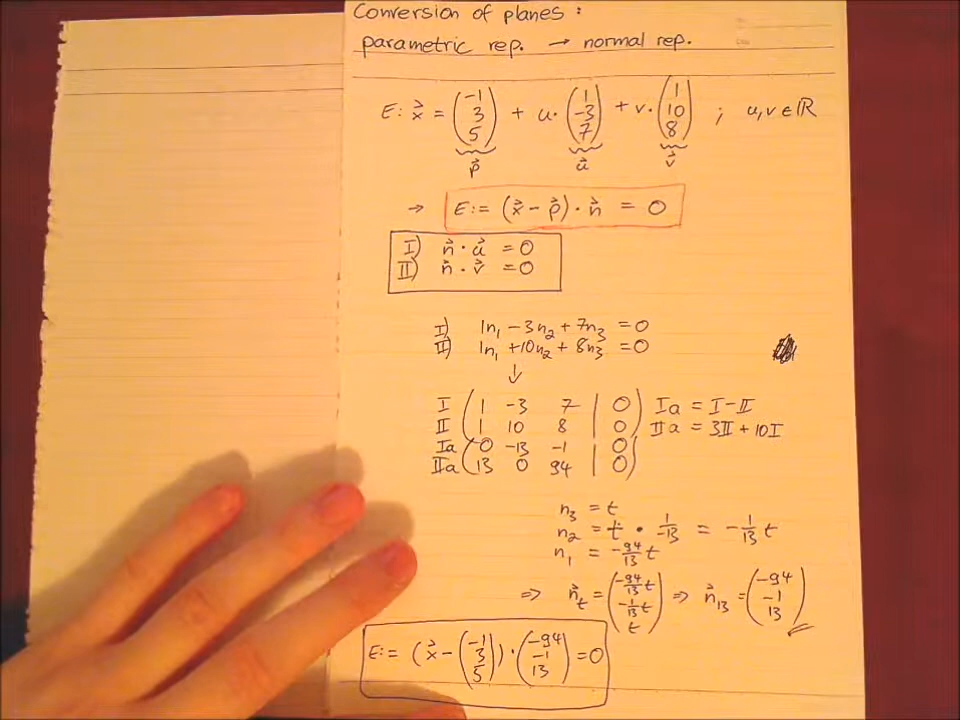 Conversion of planes :
parametric rep. → normal rep.
E: x⃗ = (-1 3 5) + u · (1 -3 7) + v · (1 10 8) ; u,v ∈ ℝ
p⃗ u⃗ v⃗
→ E:= (x⃗ - p⃗) · n⃗ = 0
I) n⃗ · u⃗ = 0
II) n⃗ · v⃗ = 0
I) 1n₁ - 3n₂ + 7n₃ = 0
II) 1n₁ + 10n₂ + 8n₃ = 0
↓
I ( 1 -3 7 | 0 ) Ia = I - II
II ( 1 10 8 | 0 ) IIa = 3II + 10I
Ia ( 0 -13 -1 | 0 )
IIa ( 13 0 94 | 0 )
n₃ = t
n₂ = t · 1/-13 = - 1/13 t
n₁ = -94/13 t
⇒ n⃗ₜ = (-94/13 t -1/13 t t) ⇒ n⃗₁₃ = (-94 -1 13)
E:= (x⃗ - (-1 3 5)) · (-94 -1 13) = 0